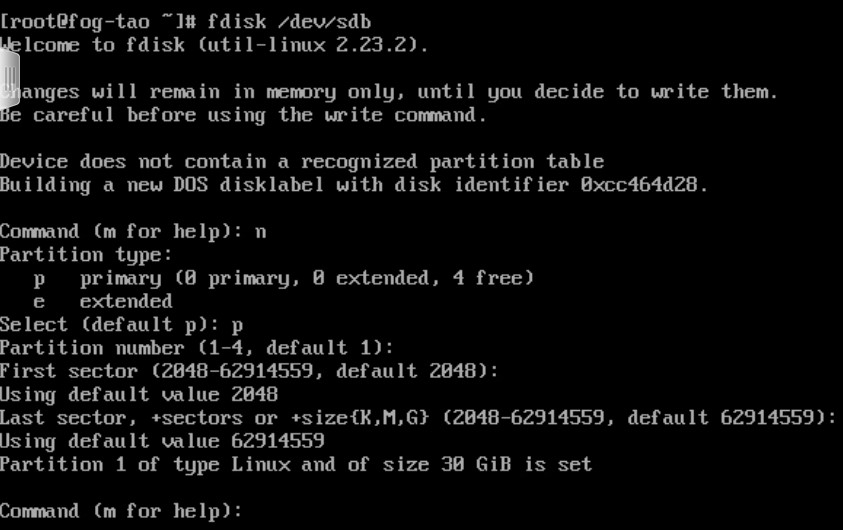 [root@fog-tao ~]# fdisk /dev/sdb
Welcome to fdisk (util-linux 2.23.2).
Changes will remain in memory only, until you decide to write them.
Be careful before using the write command.
Device does not contain a recognized partition table
Building a new DOS disklabel with disk identifier 0xcc464d28.
Command (m for help): n
Partition type:
   p   primary (0 primary, 0 extended, 4 free)
   e   extended
Select (default p): p
Partition number (1-4, default 1):
First sector (2048-62914559, default 2048):
Using default value 2048
Last sector, +sectors or +size{K,M,G} (2048-62914559, default 62914559):
Using default value 62914559
Partition 1 of type Linux and of size 30 GiB is set
Command (m for help):